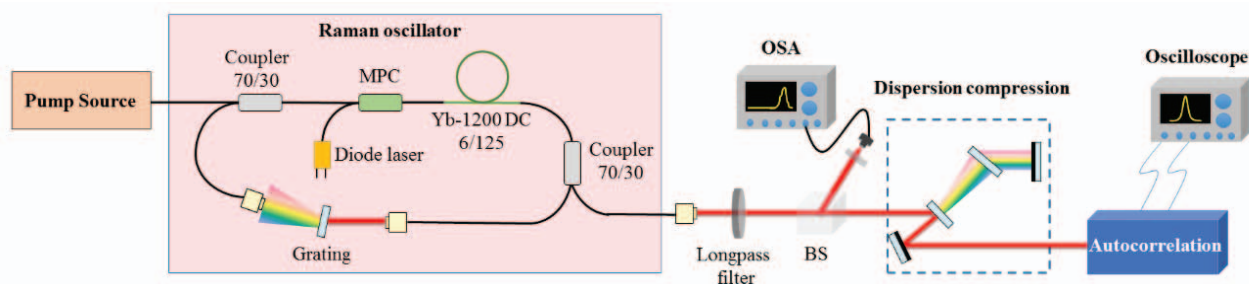 Raman oscillator
Pump Source
Coupler
70/30
MPC
Yb-1200 DC
6/125
Diode laser
Coupler
70/30
Grating
Longpass
filter
OSA
BS
Dispersion compression
Oscilloscope
Autocorrelation